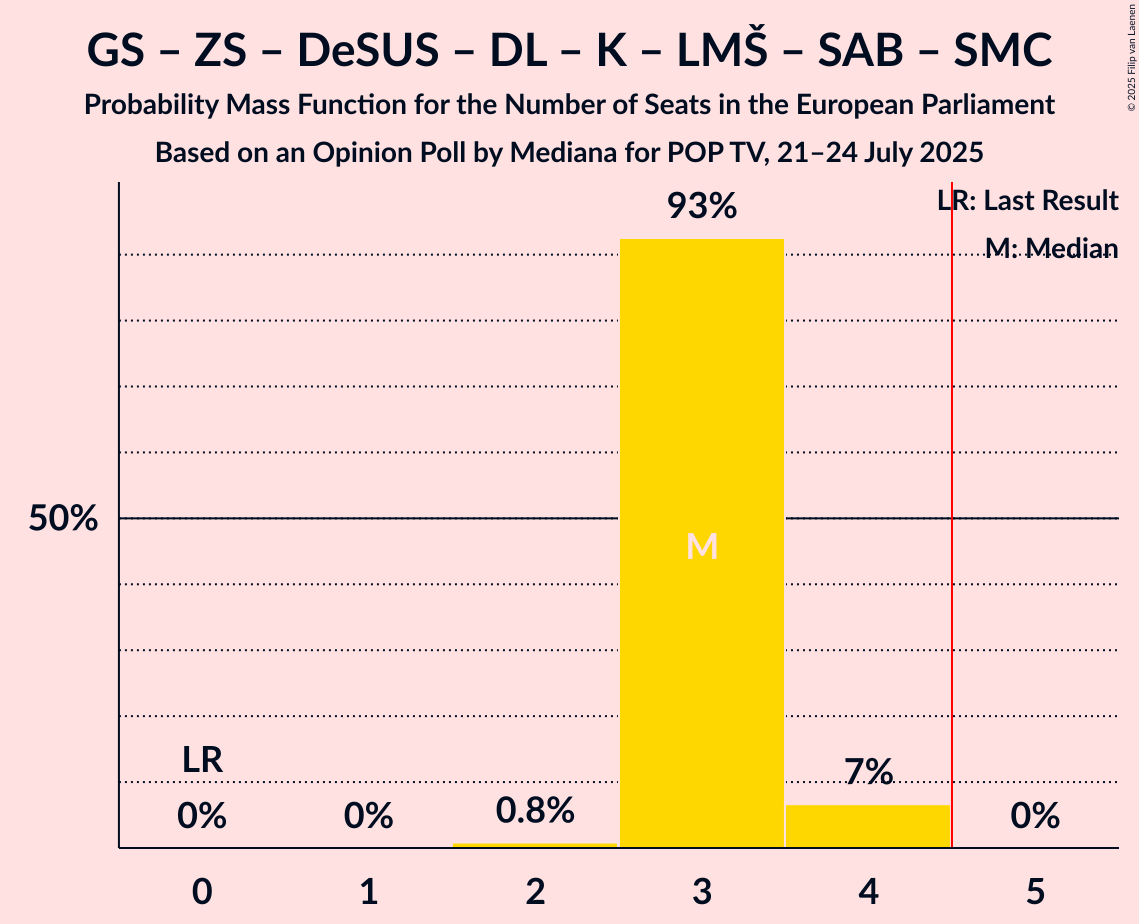 GS – ZS – DeSUS – DL – K – LMŠ – SAB – SMC
Probability Mass Function for the Number of Seats in the European Parliament
Based on an Opinion Poll by Mediana for POP TV, 21–24 July 2025
© 2025 Filip van Laenen
LR: Last Result
M: Median
93%
50%
M
LR
0%
0%
0.8%
7%
0%
0
1
2
3
4
5